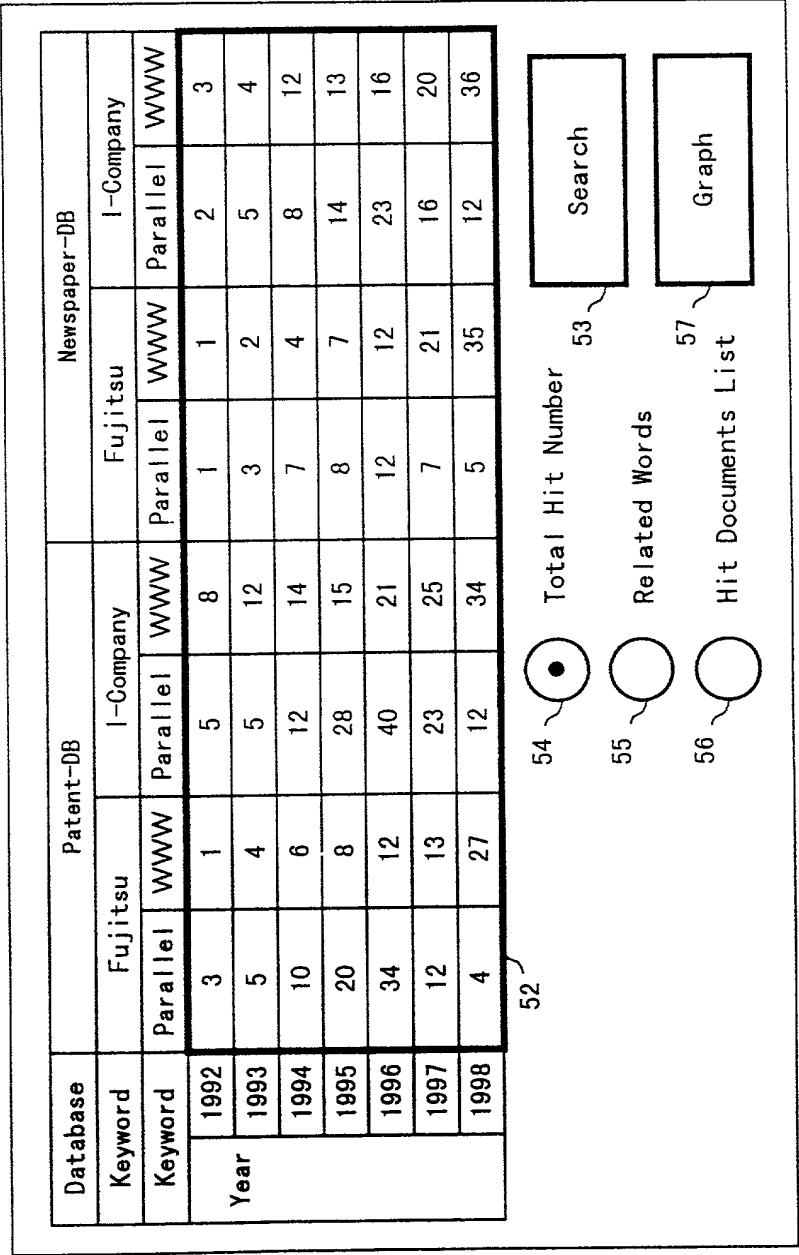 Database Patent-DB Newspaper-DB
Keyword Fujitsu I-Company Fujitsu I-Company
Keyword Parallel WWW Parallel WWW Parallel WWW Parallel WWW
Year
1992 3 1 5 8 1 1 2 3
1993 5 4 5 12 3 2 5 4
1994 10 6 12 14 7 4 8 12
1995 20 8 28 15 8 7 14 13
1996 34 12 40 21 12 12 23 16
1997 12 13 23 25 7 21 16 20
1998 4 27 12 34 5 35 12 36
52
54 Total Hit Number
53 Search
55 Related Words
56 Hit Documents List
57 Graph